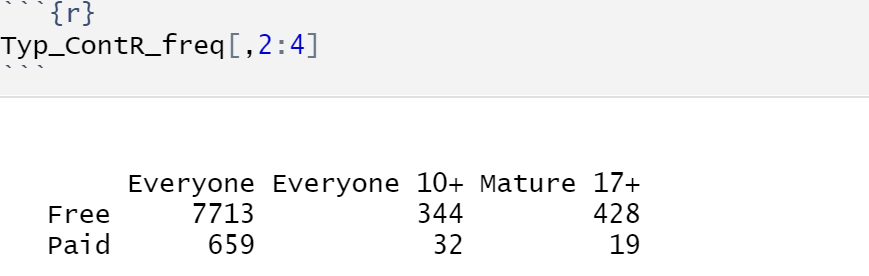 ```{r}
Typ_ContR_freq[,2:4]
```
Everyone Everyone 10+ Mature 17+
Free 7713 344 428
Paid 659 32 19